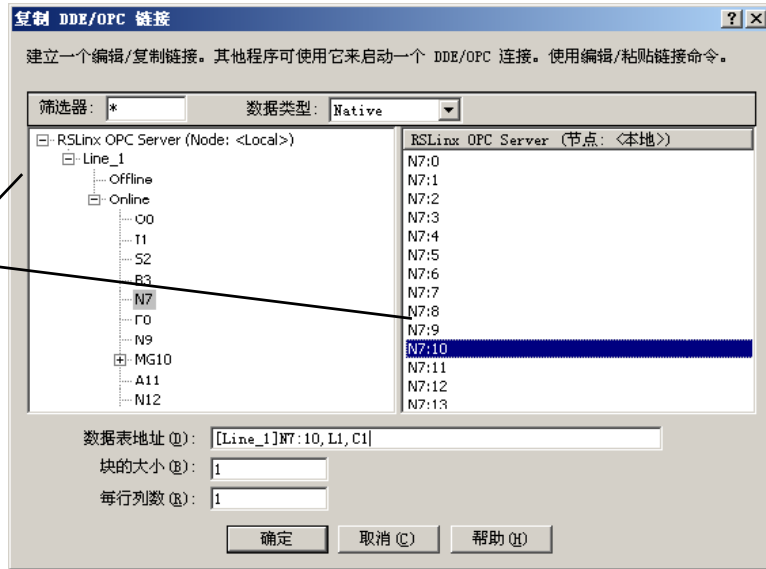 复制 DDE/OPC 链接
建立一个编辑/复制链接。其他程序可使用它来启动一个 DDE/OPC 连接。使用编辑/粘贴链接命令。
筛选器: * 数据类型: Native
RSLinx OPC Server (Node: <Local>)
Line_1
Offline
Online
O0
I1
S2
B3
N7
F8
N9
MG10
A11
N12
RSLinx OPC Server (节点: <本地>)
N7:0
N7:1
N7:2
N7:3
N7:4
N7:5
N7:6
N7:7
N7:8
N7:9
N7:10
N7:11
N7:12
N7:13
数据表地址(D): [Line_1]N7:10,L1,C1
块的大小(B): 1
每行列数(R): 1
确定 取消(C) 帮助(H)